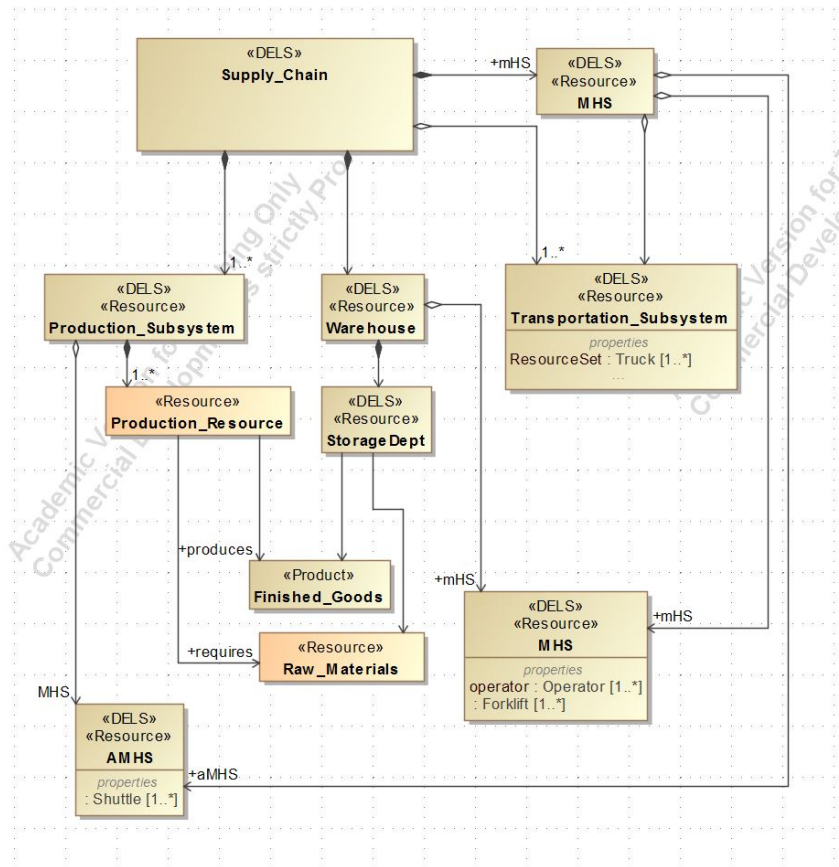 «DELS»
Supply_Chain
+mHS
«DELS»
«Resource»
MHS
1..*
1..*
«DELS»
«Resource»
Production_Subsystem
«DELS»
«Resource»
Warehouse
«DELS»
«Resource»
Transportation_Subsystem
properties
ResourceSet : Truck [1..*]
...
1..*
«Resource»
Production_Resource
«DELS»
«Resource»
StorageDept
+produces
«Product»
Finished_Goods
+mHS
«DELS»
«Resource»
MHS
properties
operator : Operator [1..*]
: Forklift [1..*]
+mHS
+requires
«Resource»
Raw_Materials
MHS
«DELS»
«Resource»
AMHS
properties
: Shuttle [1..*]
+aMHS